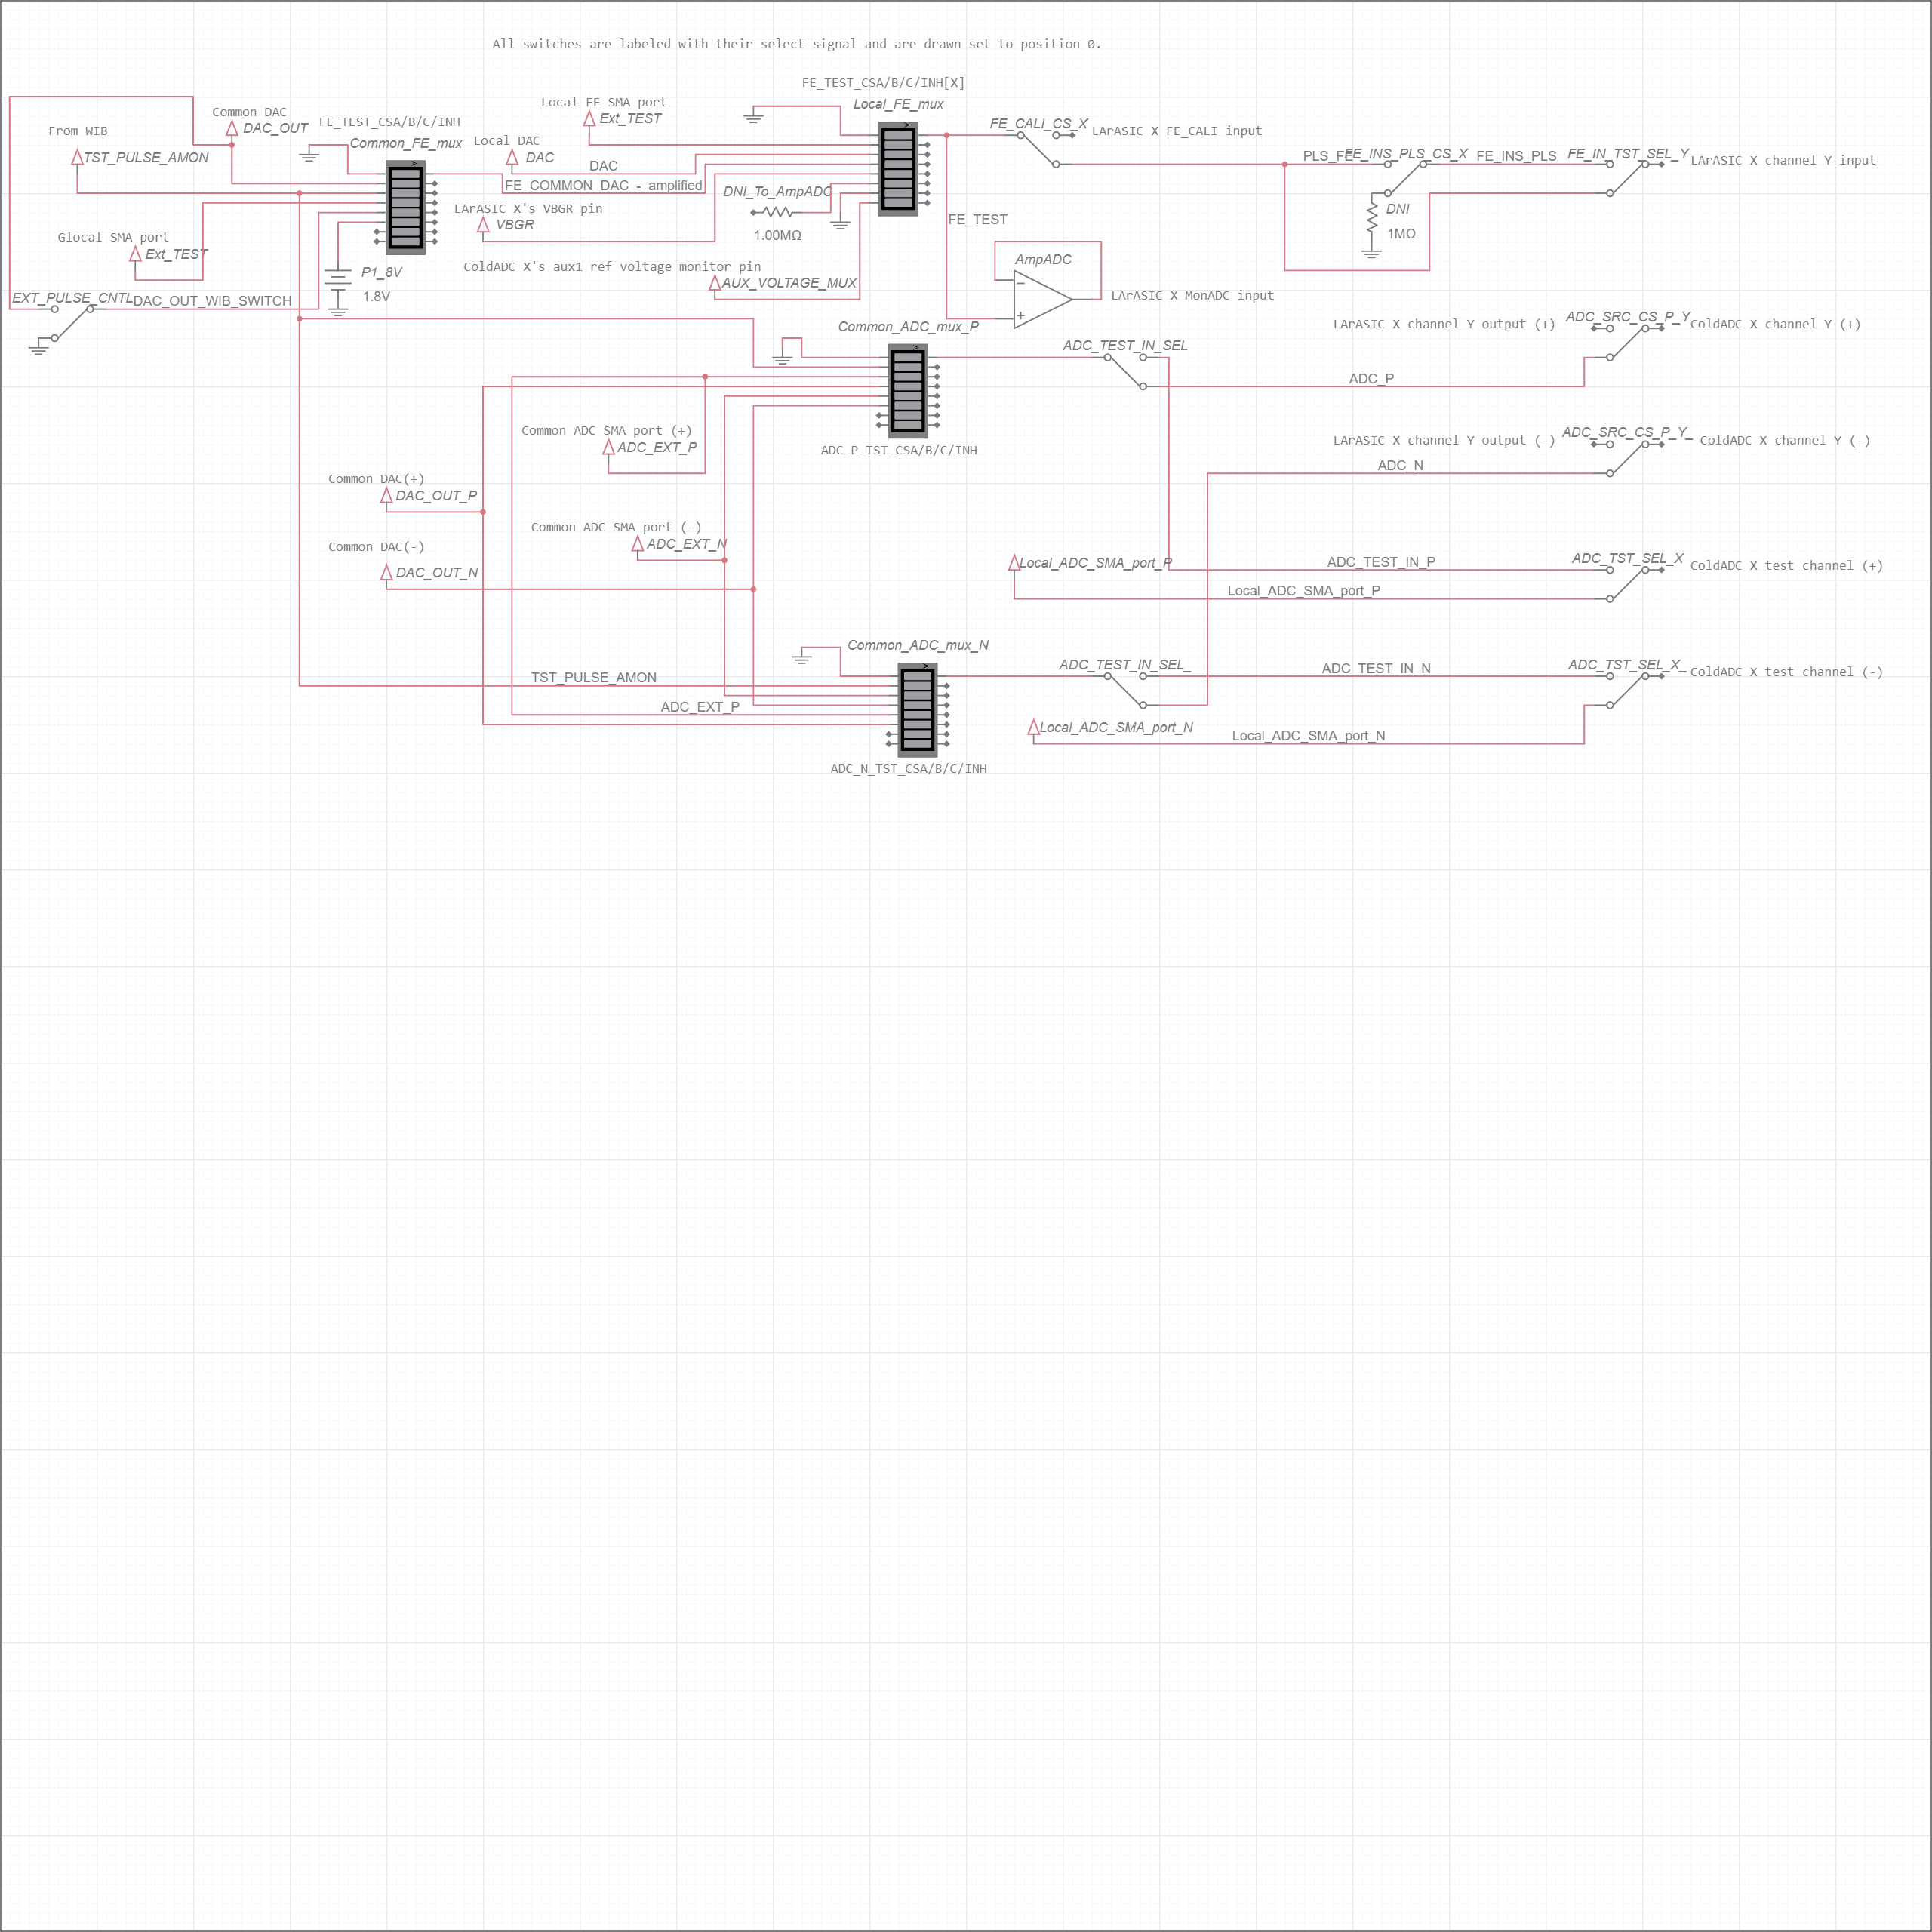 All switches are labeled with their select signal and are drawn set to position 0.
FE_TEST_CSA/B/C/INH[X]
Local_FE_mux
Local FE SMA port
Ext_TEST
Common DAC
DAC_OUT
FE_TEST_CSA/B/C/INH
Common_FE_mux
From WIB
TST_PULSE_AMON
Local DAC
DAC
DAC
FE_COMMON_DAC_-_amplified
DNI_To_AmpADC
1.00MΩ
LArASIC X's VBGR pin
VBGR
FE_CALI_CS_X
LArASIC X FE_CALI input
PLS_FE
FE_INS_PLS_CS_X
FE_INS_PLS
FE_IN_TST_SEL_Y
LArASIC X channel Y input
DNI
1MΩ
FE_TEST
Glocal SMA port
Ext_TEST
P1_8V
1.8V
ColdADC X's aux1 ref voltage monitor pin
AUX_VOLTAGE_MUX
AmpADC
LArASIC X MonADC input
EXT_PULSE_CNTL
DAC_OUT_WIB_SWITCH
Common_ADC_mux_P
ADC_TEST_IN_SEL
LArASIC X channel Y output (+)
ADC_SRC_CS_P_Y
ColdADC X channel Y (+)
ADC_P
Common ADC SMA port (+)
ADC_EXT_P
ADC_P_TST_CSA/B/C/INH
LArASIC X channel Y output (-)
ADC_SRC_CS_P_Y_
ColdADC X channel Y (-)
ADC_N
Common DAC(+)
DAC_OUT_P
Common ADC SMA port (-)
ADC_EXT_N
Common DAC(-)
DAC_OUT_N
Local_ADC_SMA_port_P
ADC_TEST_IN_P
ADC_TST_SEL_X
ColdADC X test channel (+)
Local_ADC_SMA_port_P
Common_ADC_mux_N
TST_PULSE_AMON
ADC_TEST_IN_SEL_
ADC_TEST_IN_N
ADC_TST_SEL_X_
ColdADC X test channel (-)
ADC_EXT_P
Local_ADC_SMA_port_N
Local_ADC_SMA_port_N
ADC_N_TST_CSA/B/C/INH